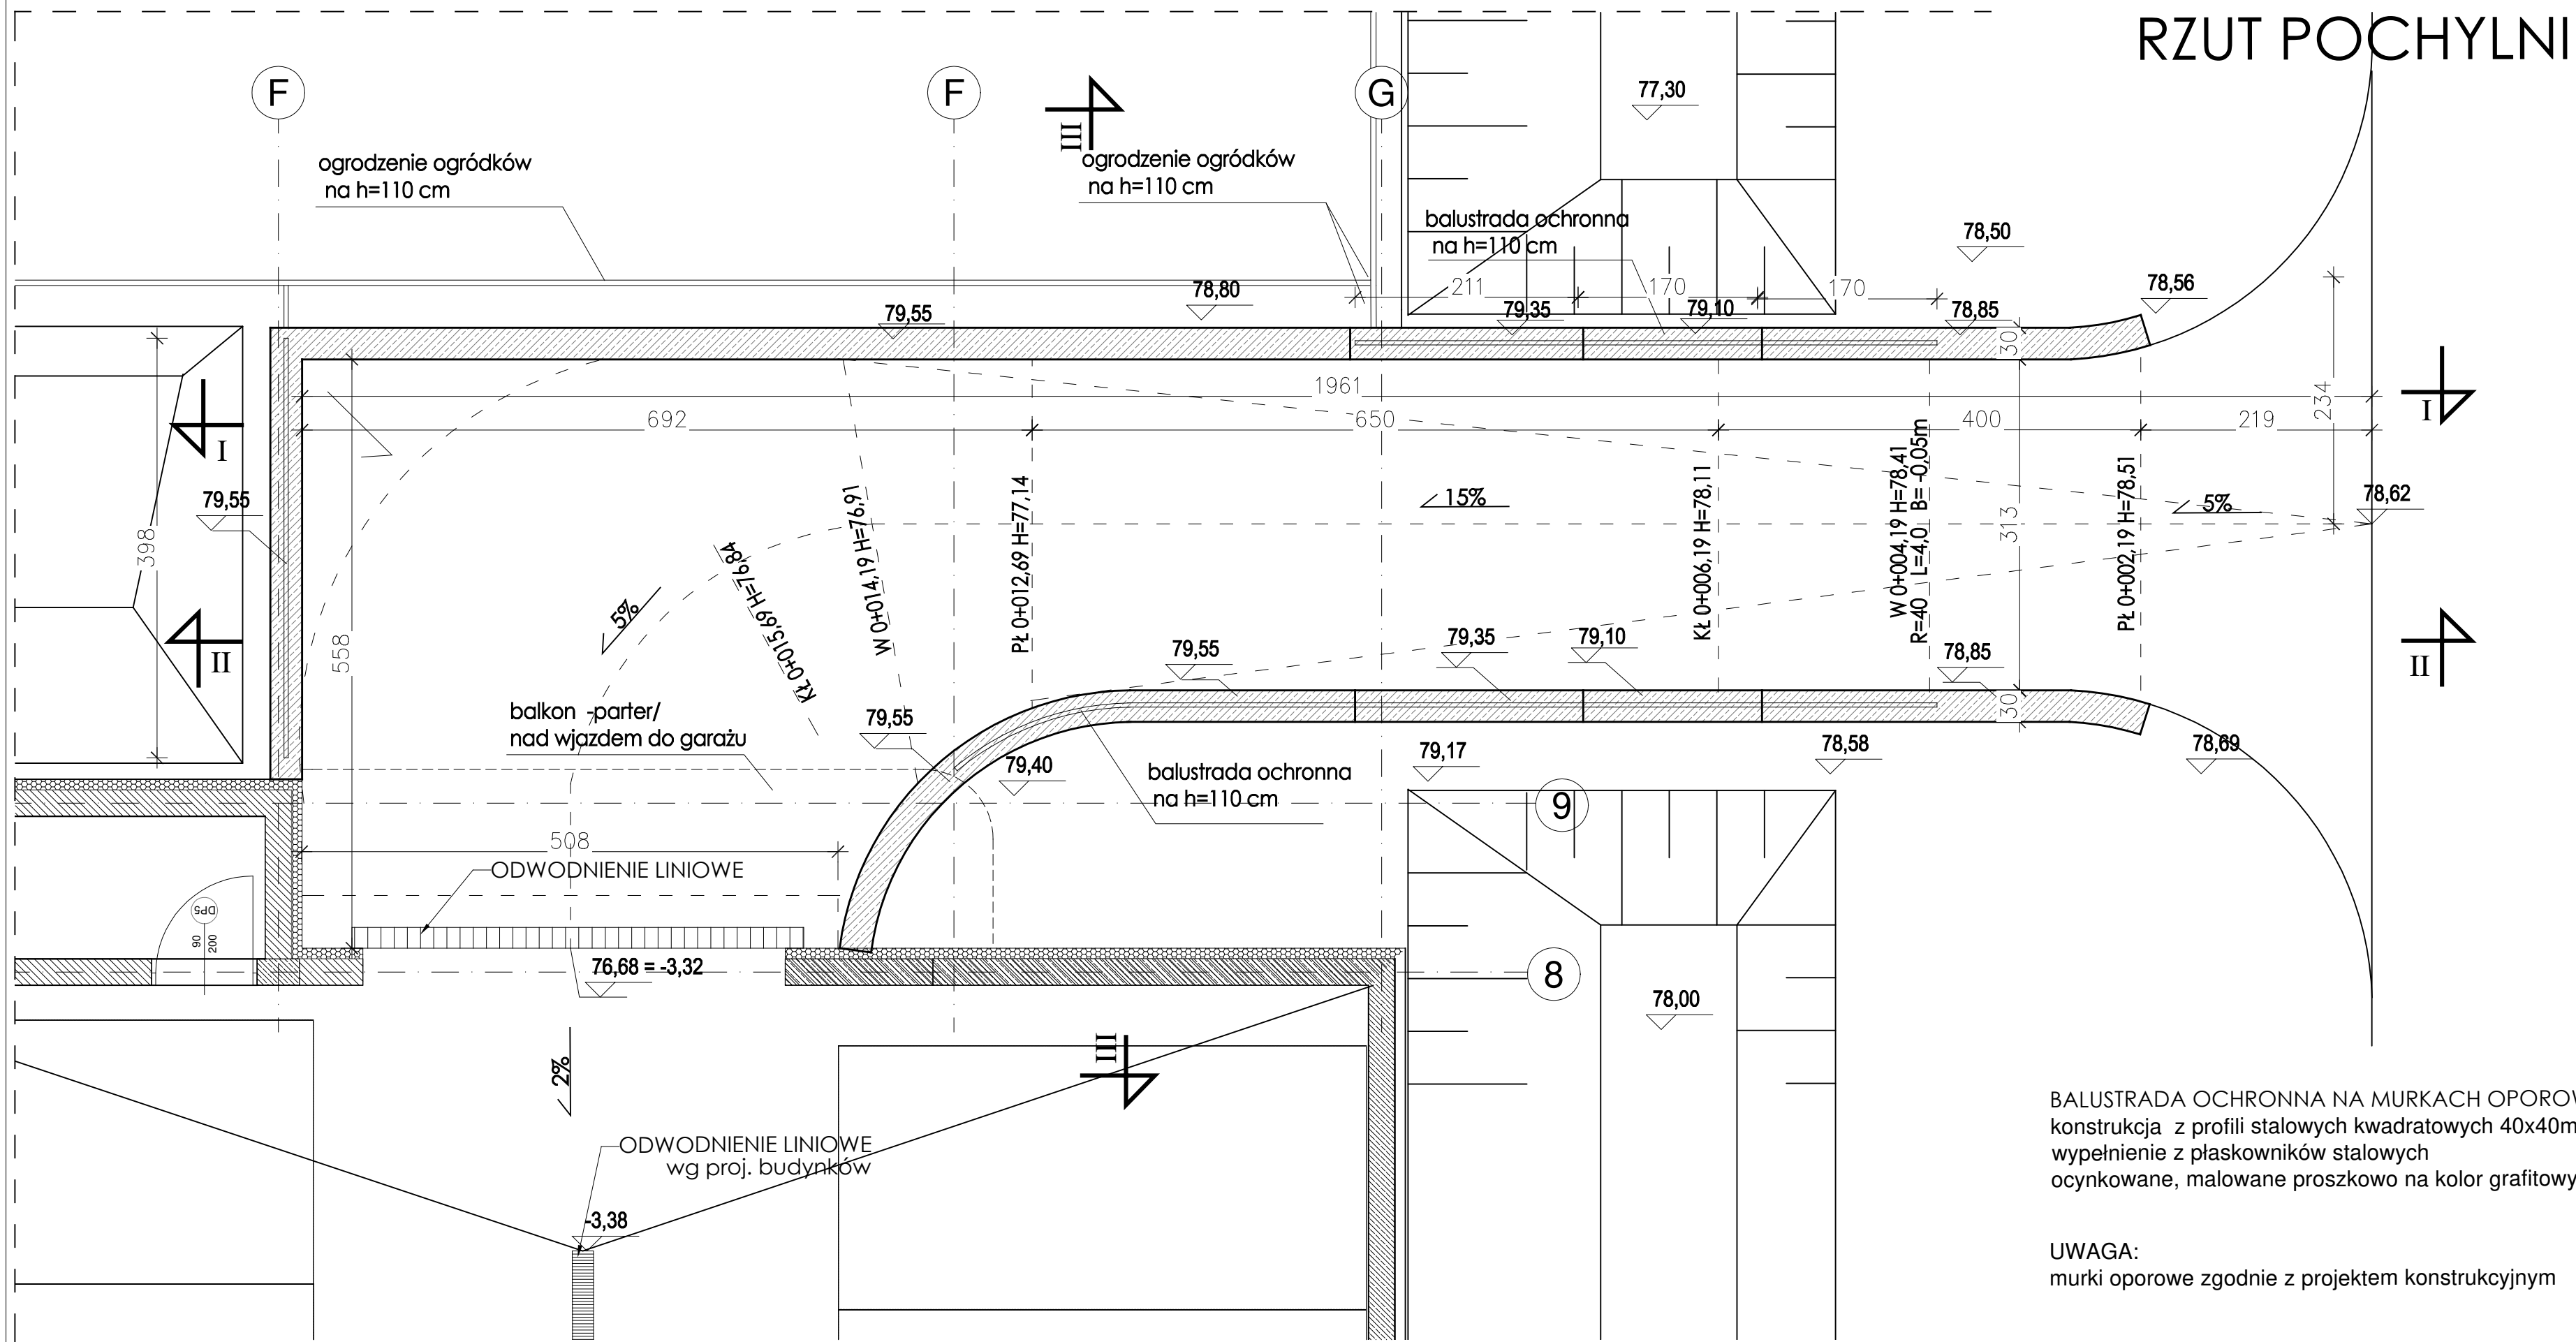 RZUT POCHYLNI
F
F
G
III
77,30
ogrodzenie ogródków
na h=110 cm
ogrodzenie ogródków
na h=110 cm
balustrada ochronna
na h=110 cm
78,50
78,56
211
170
170
78,80
79,55
79,35
79,10
78,85
30
1961
692
650
400
219
234
I
I
79,55
398
558
15%
5%
78,62
313
PŁ 0+002,19 H=78,51
W 0+004,19 H=78,41
R=40 L=4,0 B= -0,05m
KŁ 0+006,19 H=78,11
PŁ 0+012,69 H=77,14
W 0+014,19 H=76,91
KŁ 0+015,69 H=76,84
5%
II
II
79,55
79,35
79,10
78,85
30
balkon -parter/
nad wjazdem do garażu
79,55
79,40
79,17
78,58
78,69
balustrada ochronna
na h=110 cm
9
508
ODWODNIENIE LINIOWE
DP5
90
200
76,68 = -3,32
8
78,00
2%
III
ODWODNIENIE LINIOWE
wg proj. budynków
-3,38
BALUSTRADA OCHRONNA NA MURKACH OPORO
konstrukcja z profili stalowych kwadratowych 40x40m
wypełnienie z płaskowników stalowych
ocynkowane, malowane proszkowo na kolor grafitowy
UWAGA:
murki oporowe zgodnie z projektem konstrukcyjnym